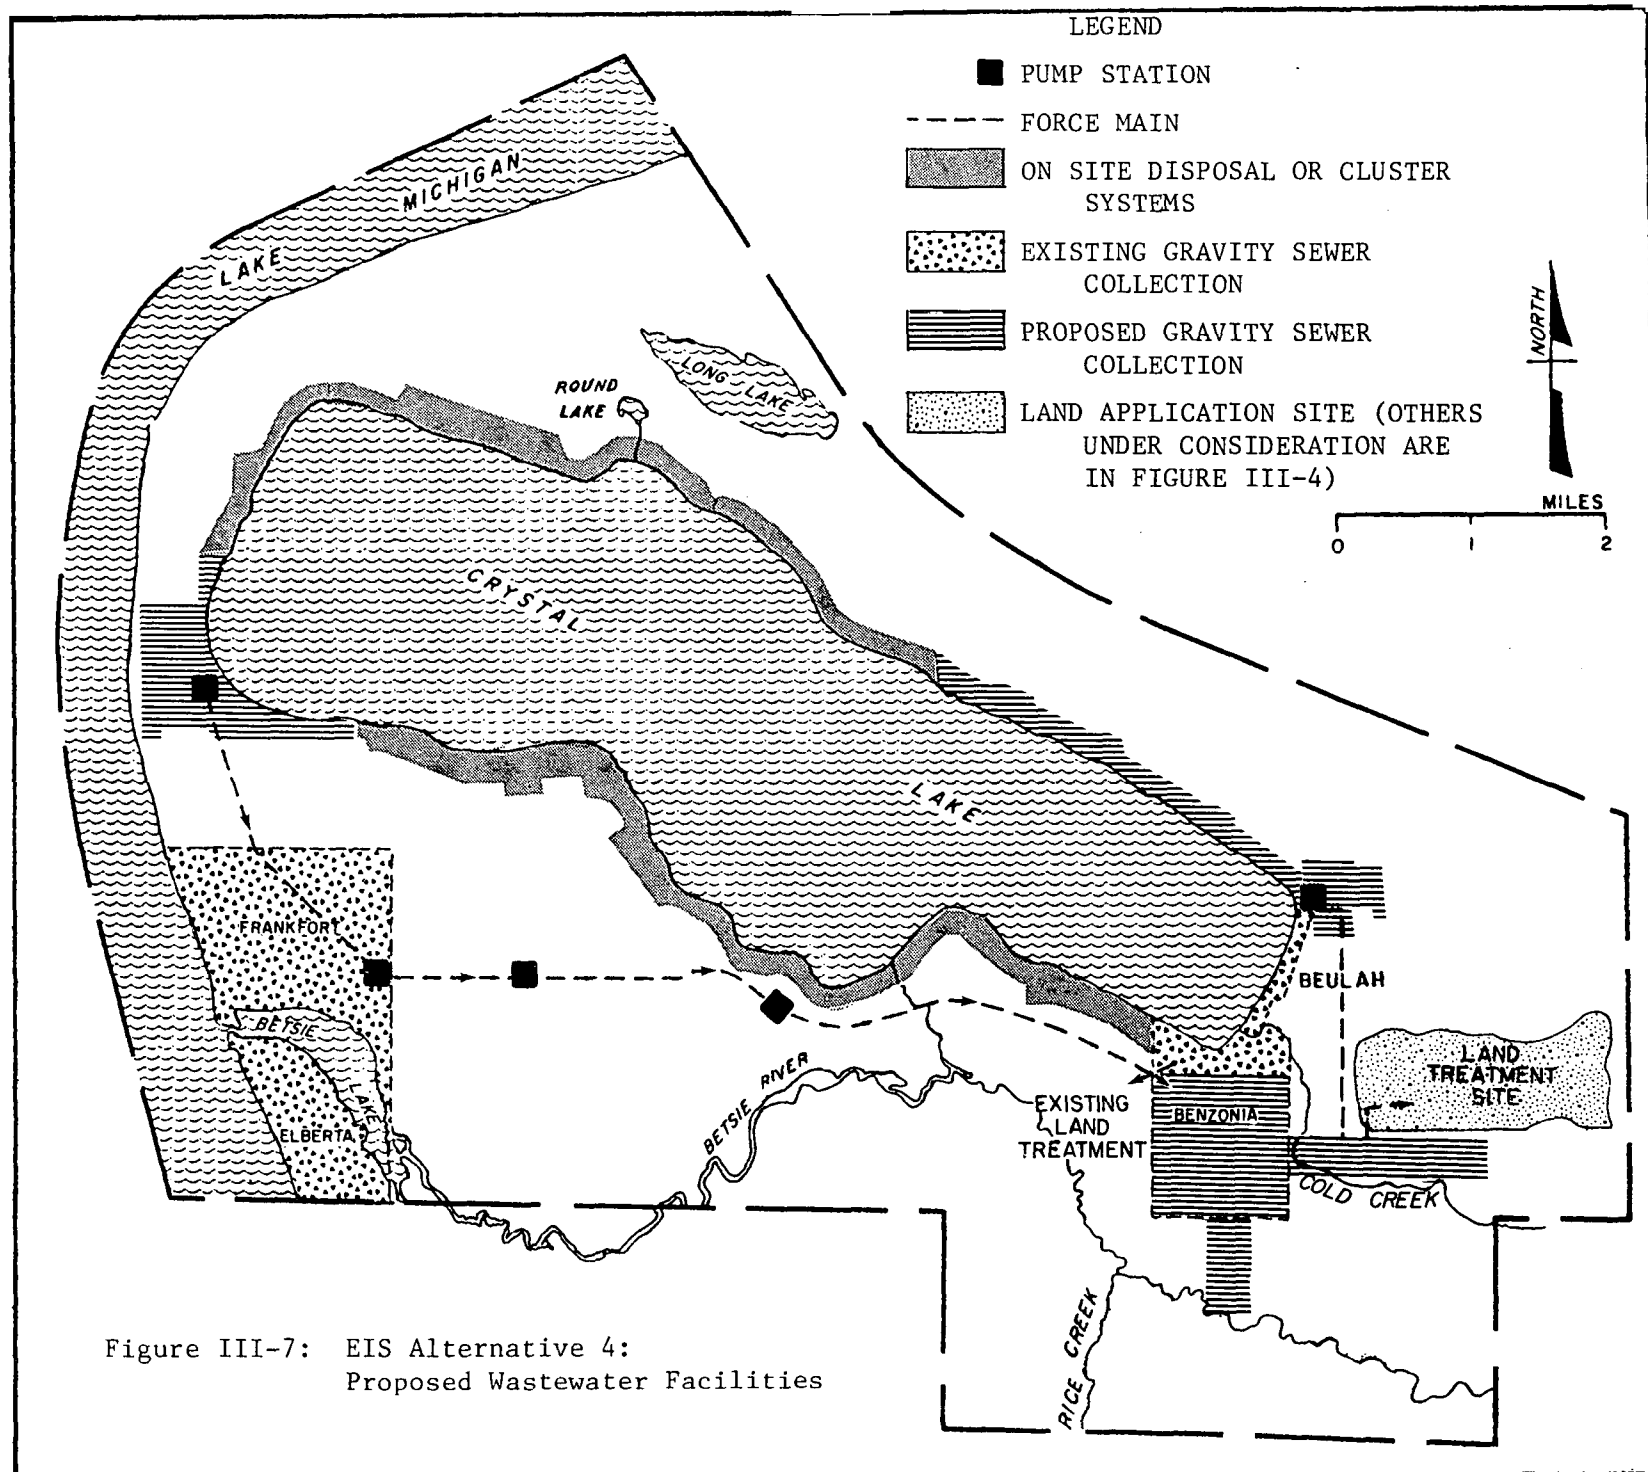 LEGEND
PUMP STATION
FORCE MAIN
ON SITE DISPOSAL OR CLUSTER
SYSTEMS
EXISTING GRAVITY SEWER
COLLECTION
PROPOSED GRAVITY SEWER
COLLECTION
LAND APPLICATION SITE (OTHERS
UNDER CONSIDERATION ARE
IN FIGURE III-4)
NORTH
MILES
0 1 2
LAKE MICHIGAN
ROUND
LAKE
LONG LAKE
CRYSTAL
LAKE
FRANKFORT
BETSIE
LAKE
ELBERTA
BETSIE RIVER
BEULAH
LAND
TREATMENT
SITE
EXISTING
LAND
TREATMENT
BENZONIA
COLD CREEK
RICE CREEK
Figure III-7: EIS Alternative 4:
Proposed Wastewater Facilities